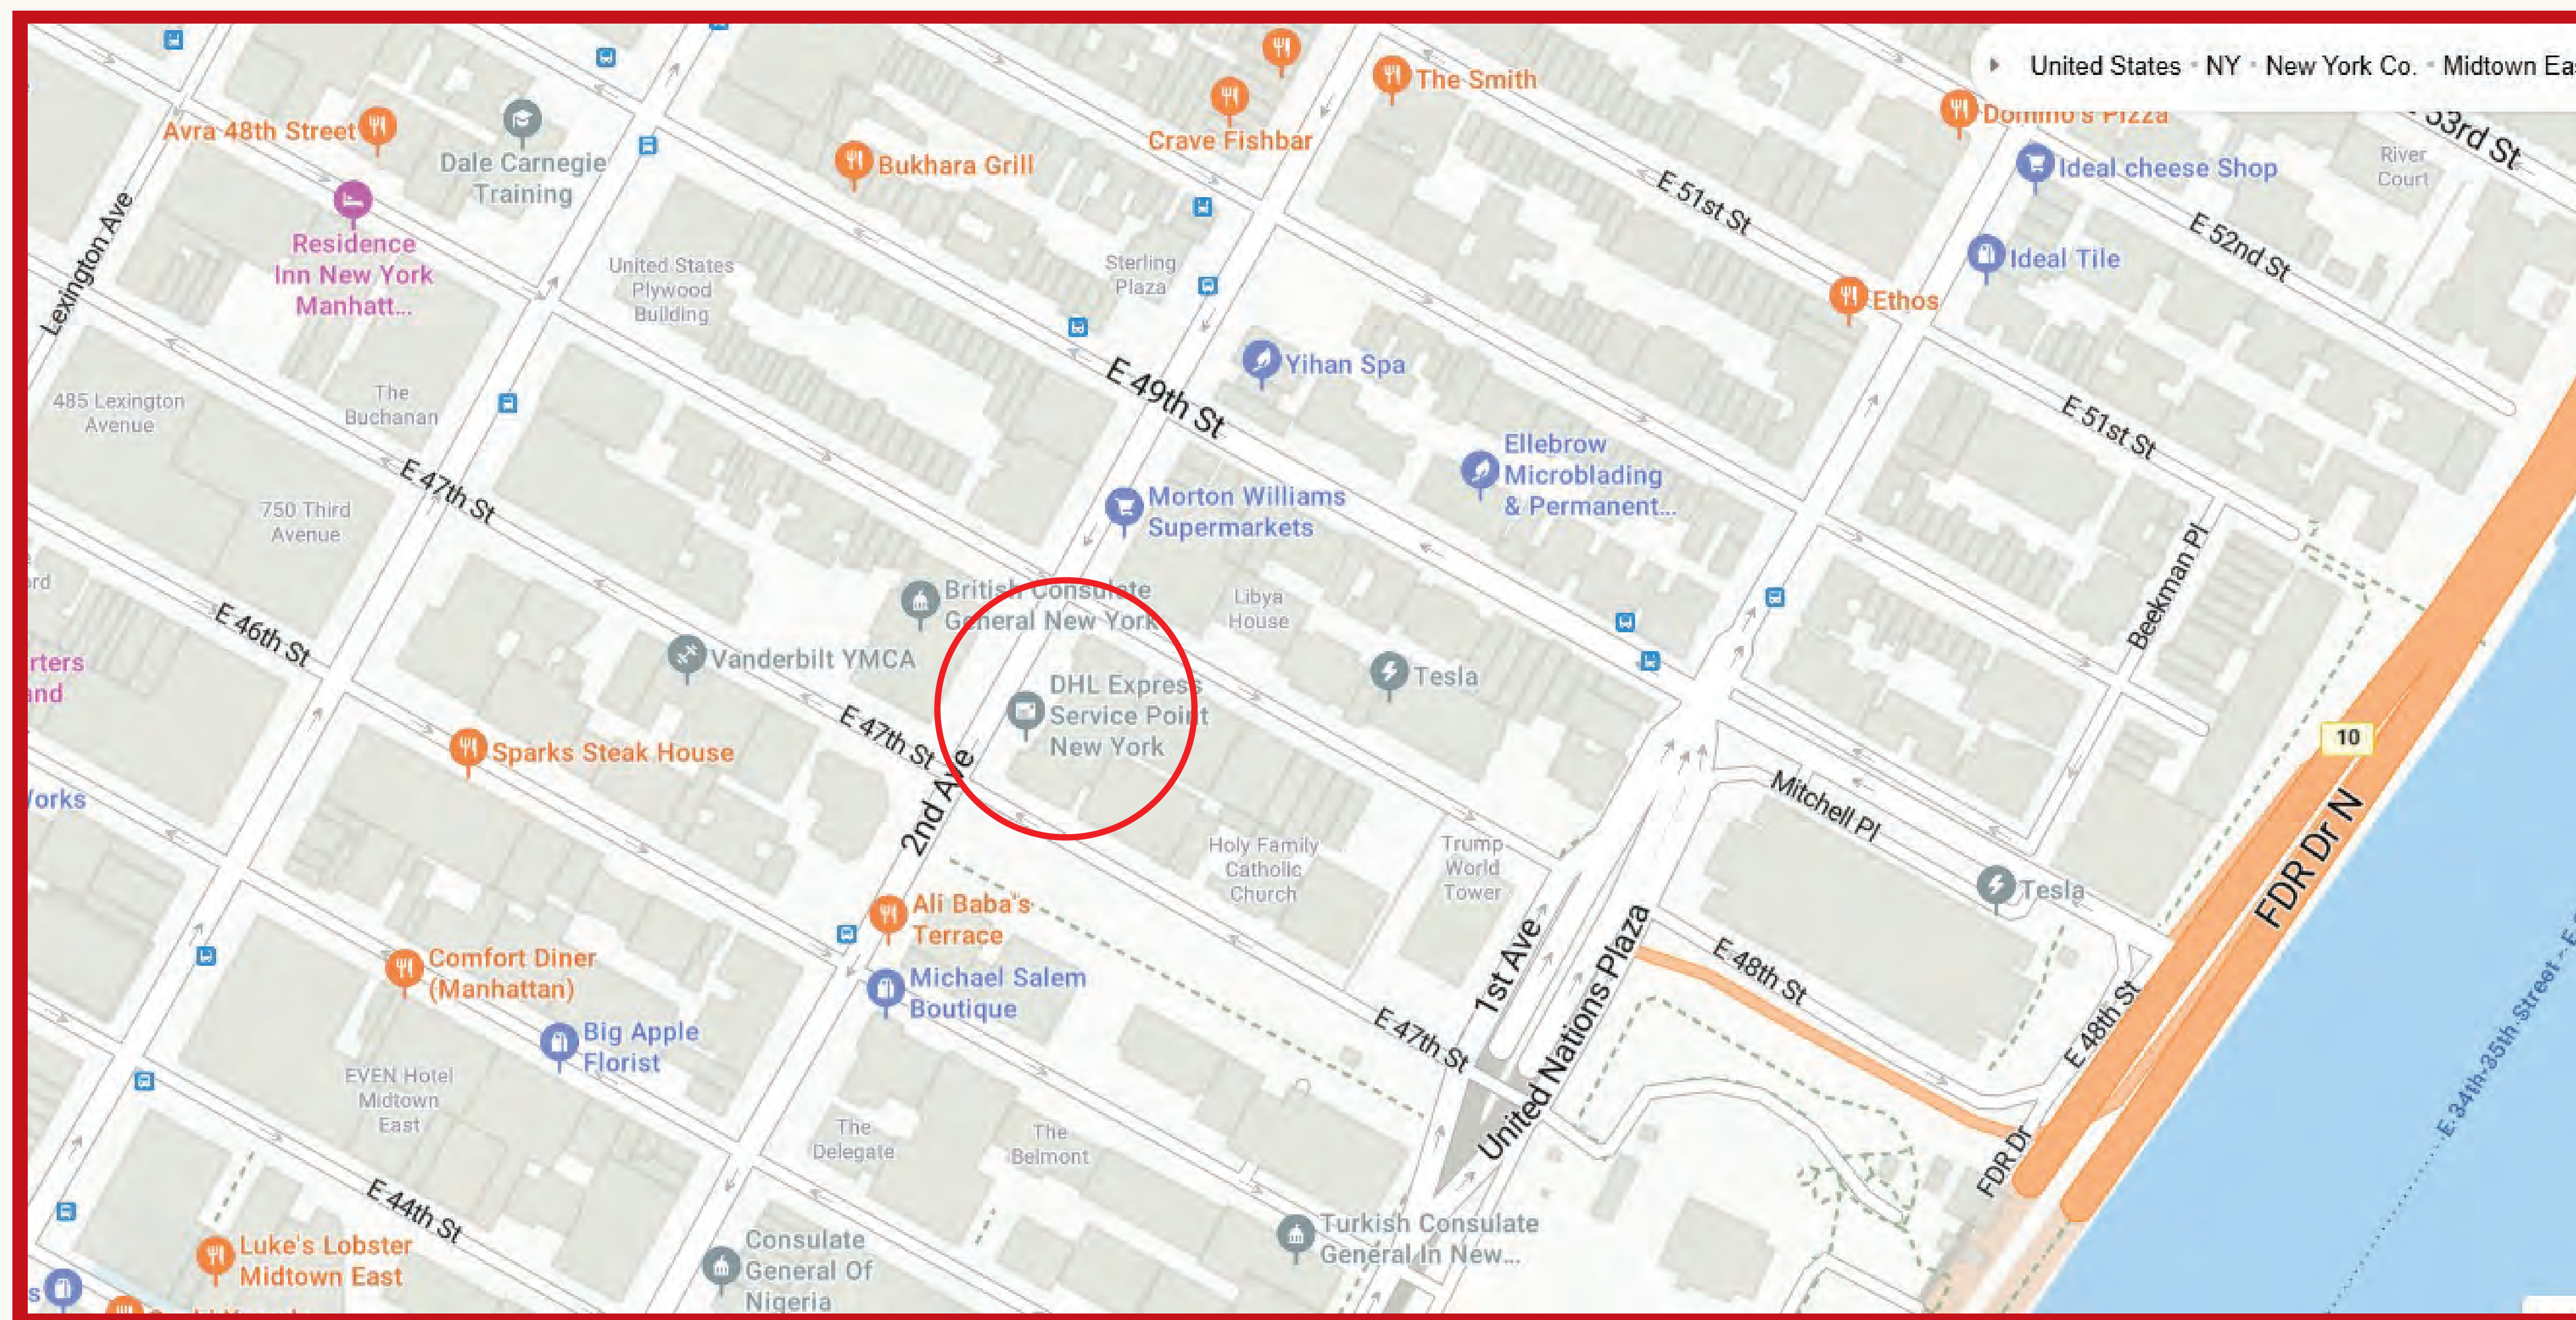 United States • NY • New York Co. • Midtown
The Smith
Avra 48th Street
Dale Carnegie
Training
Bukhara Grill
Crave Fishbar
Domino's Pizza
53rd St
Ideal cheese Shop
River
Court
E 51st St
E 52nd St
Lexington Ave
Residence
Inn New York
Manhatt...
United States
Plywood
Building
Sterling
Plaza
Ideal Tile
Ethos
Yihan Spa
E 49th St
485 Lexington
Avenue
The
Buchanan
E 51st St
E 47th St
Ellebrow
Microblading
& Permanent...
750 Third
Avenue
Morton Williams
Supermarkets
Beekman Pl
British Consulate
General New York
Libya
House
E 46th St
Vanderbilt YMCA
DHL Express
Service Point
New York
Tesla
E 47th St
Sparks Steak House
2nd Ave
10
Mitchell Pl
FDR Dr N
Holy Family
Catholic
Church
Trump
World
Tower
Tesla
Ali Baba's
Terrace
1st Ave
United Nations Plaza
E 48th St
E 48th St
Comfort Diner
(Manhattan)
Michael Salem
Boutique
Big Apple
Florist
E 47th St
EVEN Hotel
Midtown
East
The
Delegate
The
Belmont
FDR Dr
E 34th-35th Street - E
E 44th St
Luke's Lobster
Midtown East
Consulate
General Of
Nigeria
Turkish Consulate
General In New...